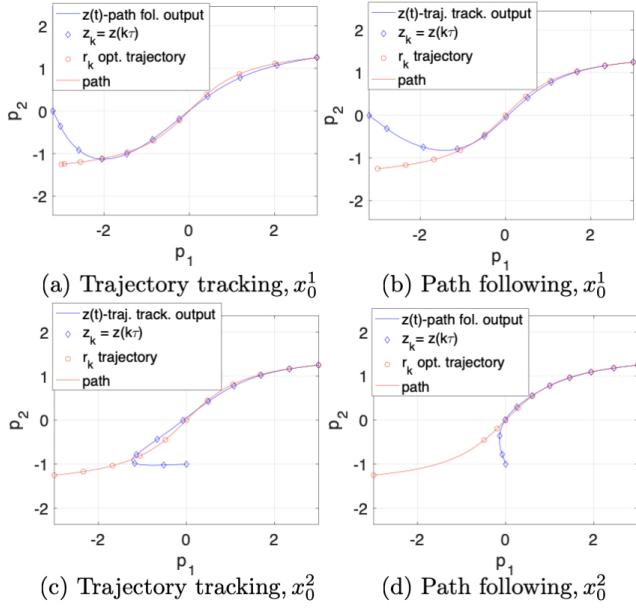 z(t)-path fol. output
z_k = z(kτ)
r_k opt. trajectory
path
2
1
0
-1
-2
p_2
-2
0
2
p_1
(a) Trajectory tracking, x_0^1
z(t)-traj. track. output
z_k = z(kτ)
r_k trajectory
path
2
1
0
-1
-2
p_2
-2
0
2
p_1
(b) Path following, x_0^1
z(t)-traj. track. output
z_k = z(kτ)
r_k trajectory
path
2
1
0
-1
-2
p_2
-2
0
2
p_1
(c) Trajectory tracking, x_0^2
z(t)-path fol. output
z_k = z(kτ)
r_k opt. trajectory
path
2
1
0
-1
-2
p_2
-2
0
2
p_1
(d) Path following, x_0^2